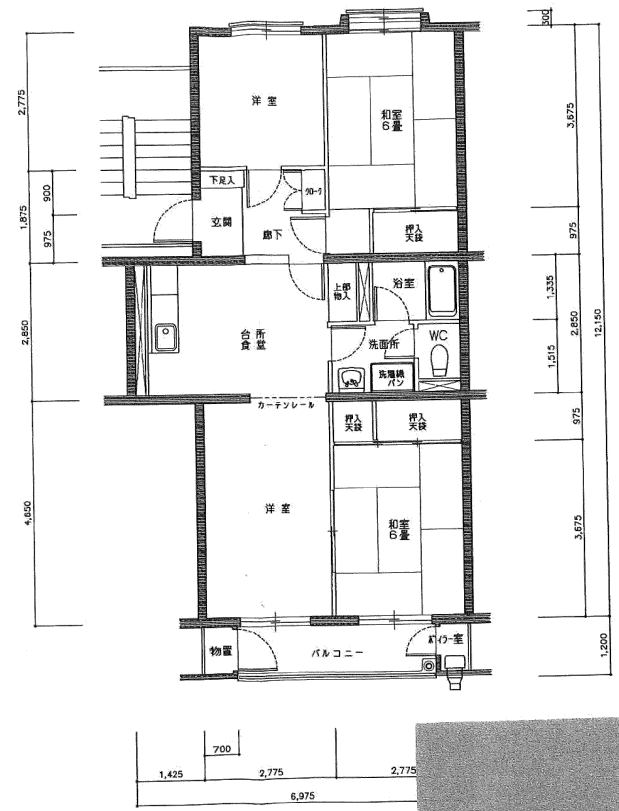 300
洋 室
和室
6畳
2,775
3,675
下足入
クローク
900
玄関
1,875
廊下
押入
天袋
975
975
浴室
上部
物入
1,335
台所
食堂
洗面所
WC
2,850
2,850
12,150
洗濯機
パン
1,515
カーテンレール
押入
天袋
押入
天袋
975
洋 室
和室
6畳
4,650
3,675
物置
バルコニー
ボイラー室
1,200
700
1,425
2,775
2,775
6,975